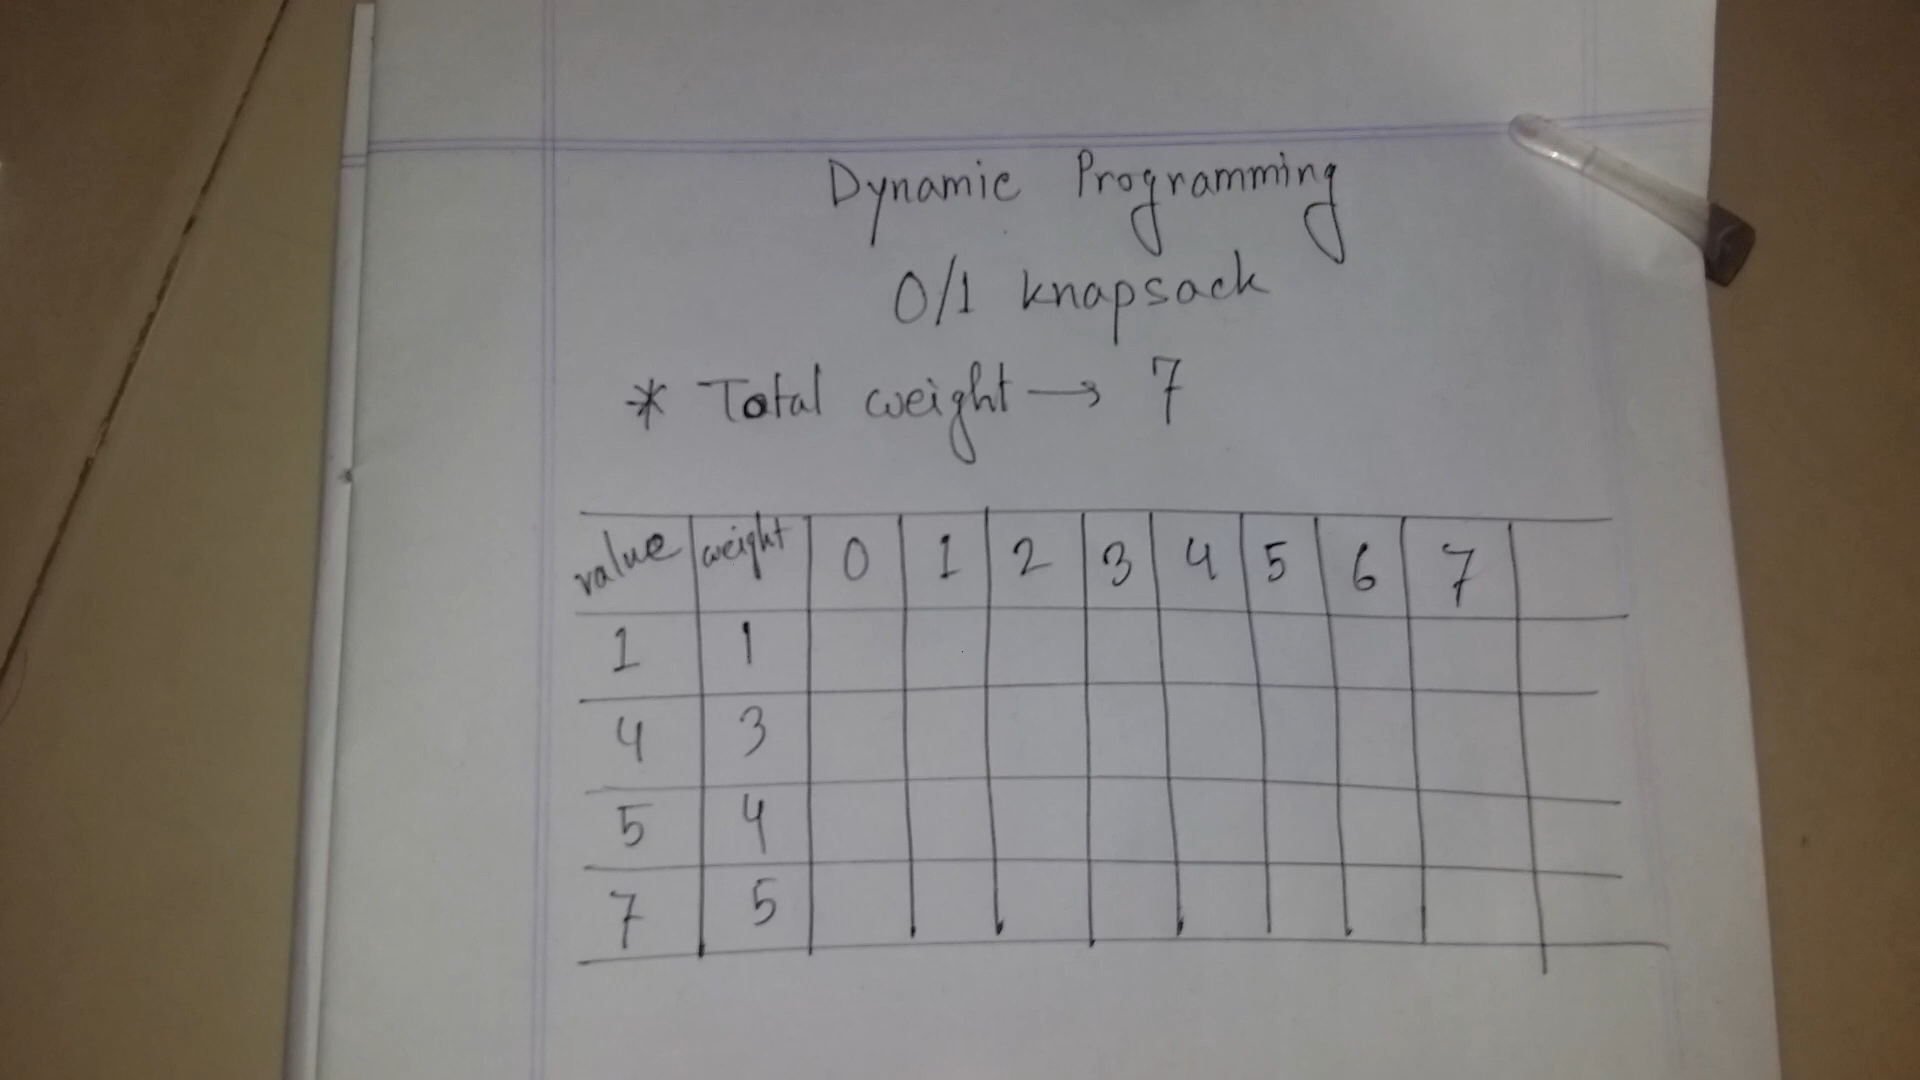 Dynamic Programming
0/1 knapsack
* Total weight → 7
value weight 0 1 2 3 4 5 6 7
1 1
4 3
5 4
7 5